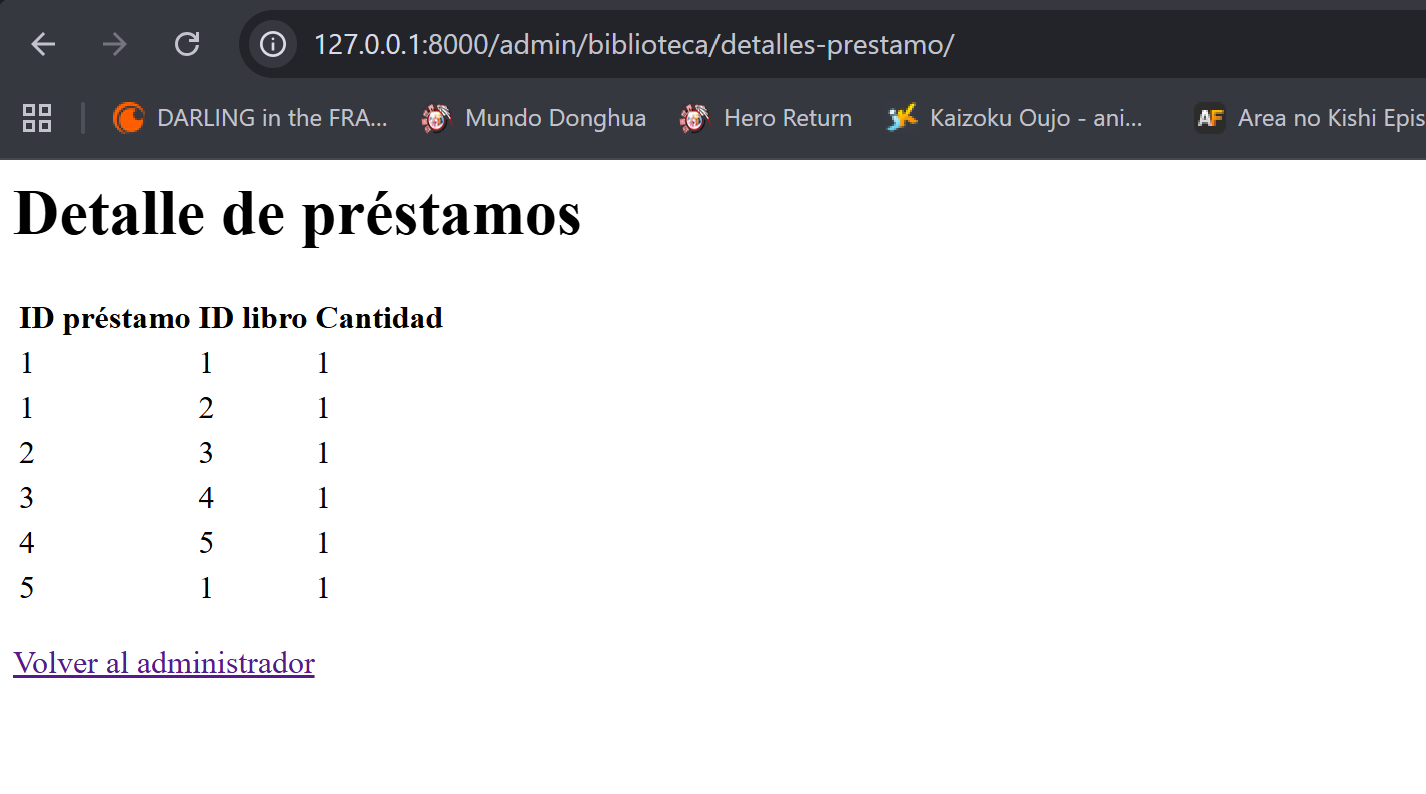 127.0.0.1:8000/admin/biblioteca/detalles-prestamo/
DARLING in the FRA... Mundo Donghua Hero Return Kaizoku Oujo - ani... AF Area no Kishi Epis
Detalle de préstamos
ID préstamo ID libro Cantidad
1 1 1
1 2 1
2 3 1
3 4 1
4 5 1
5 1 1
Volver al administrador